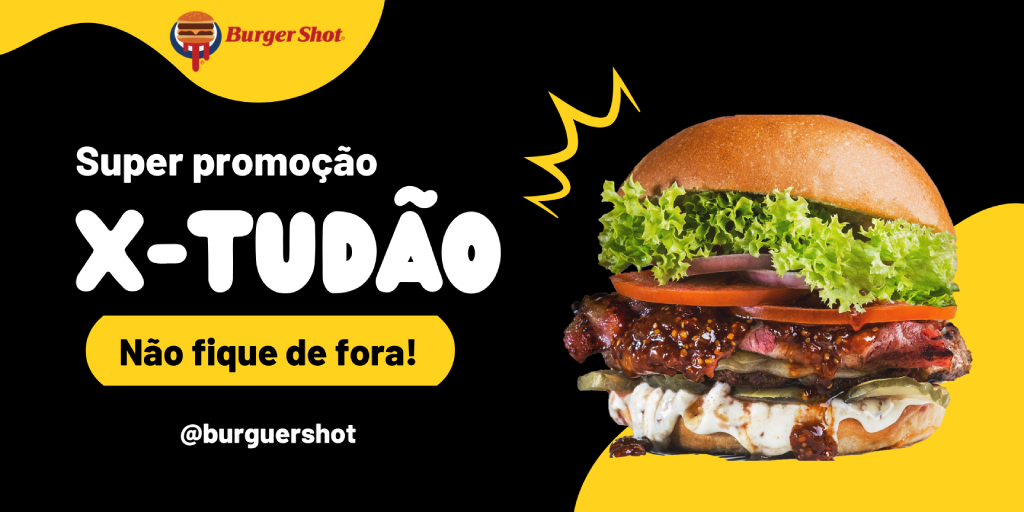 Burger Shot
Super promoção
X-TUDÃO
Não fique de fora!
@burguershot